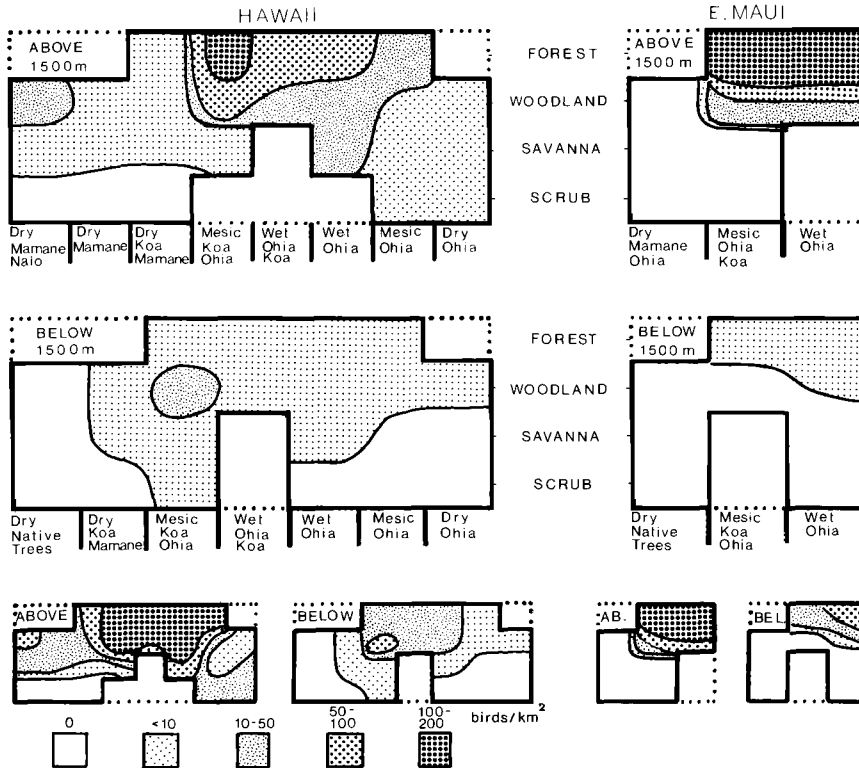 HAWAII
E. MAUI
ABOVE
1500m
FOREST
WOODLAND
SAVANNA
SCRUB
ABOVE
1500 m
Dry Mamane Naio
Dry Mamane
Dry Koa Mamane
Mesic Koa Ohia
Wet Ohia Koa
Wet Ohia
Mesic Ohia
Dry Ohia
Dry Mamane Ohia
Mesic Ohia Koa
Wet Ohia
BELOW
1500m
FOREST
WOODLAND
SAVANNA
SCRUB
BELOW
1500m
Dry Native Trees
Dry Koa Mamane
Mesic Koa Ohia
Wet Ohia Koa
Wet Ohia
Mesic Ohia
Dry Ohia
Dry Native Trees
Mesic Koa Ohia
Wet Ohia
ABOVE
BELOW
AB.
BEL.
0
<10
10-50
50-100
100-200
birds/km²